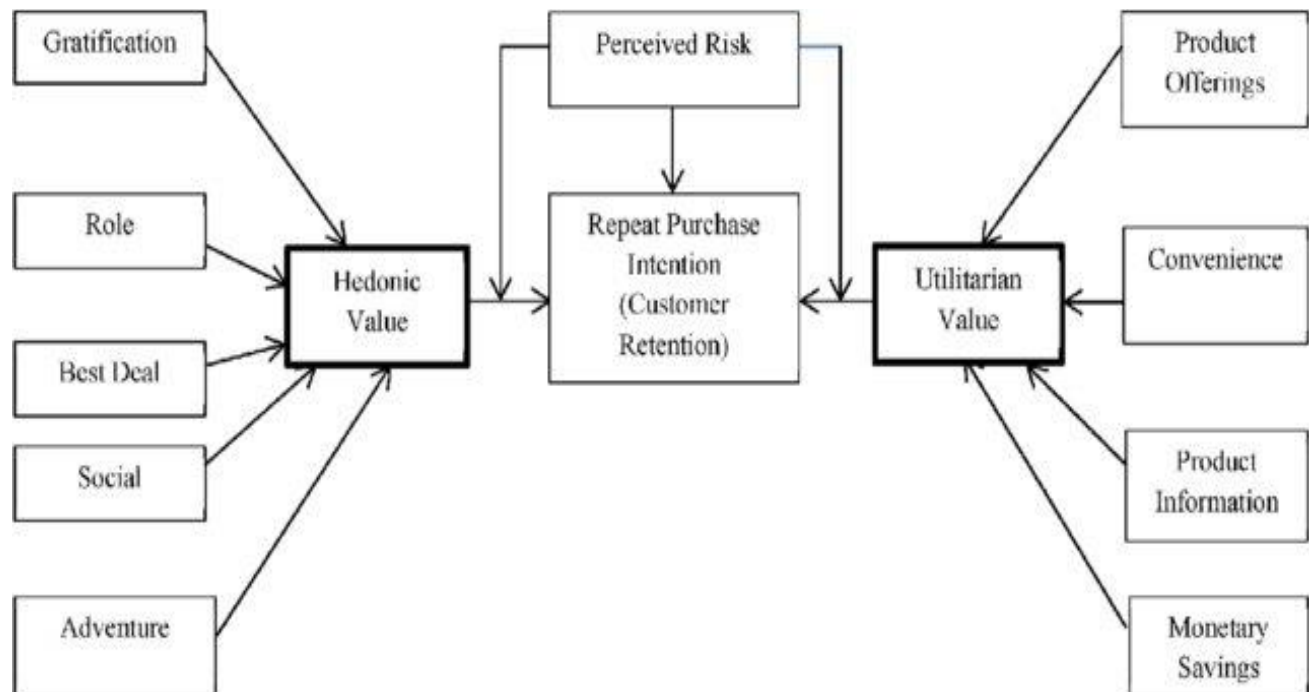 Gratification
Perceived Risk
Product
Offerings
Role
Repeat Purchase
Intention
(Customer
Retention)
Convenience
Hedonic
Value
Utilitarian
Value
Best Deal
Social
Product
Information
Adventure
Monetary
Savings